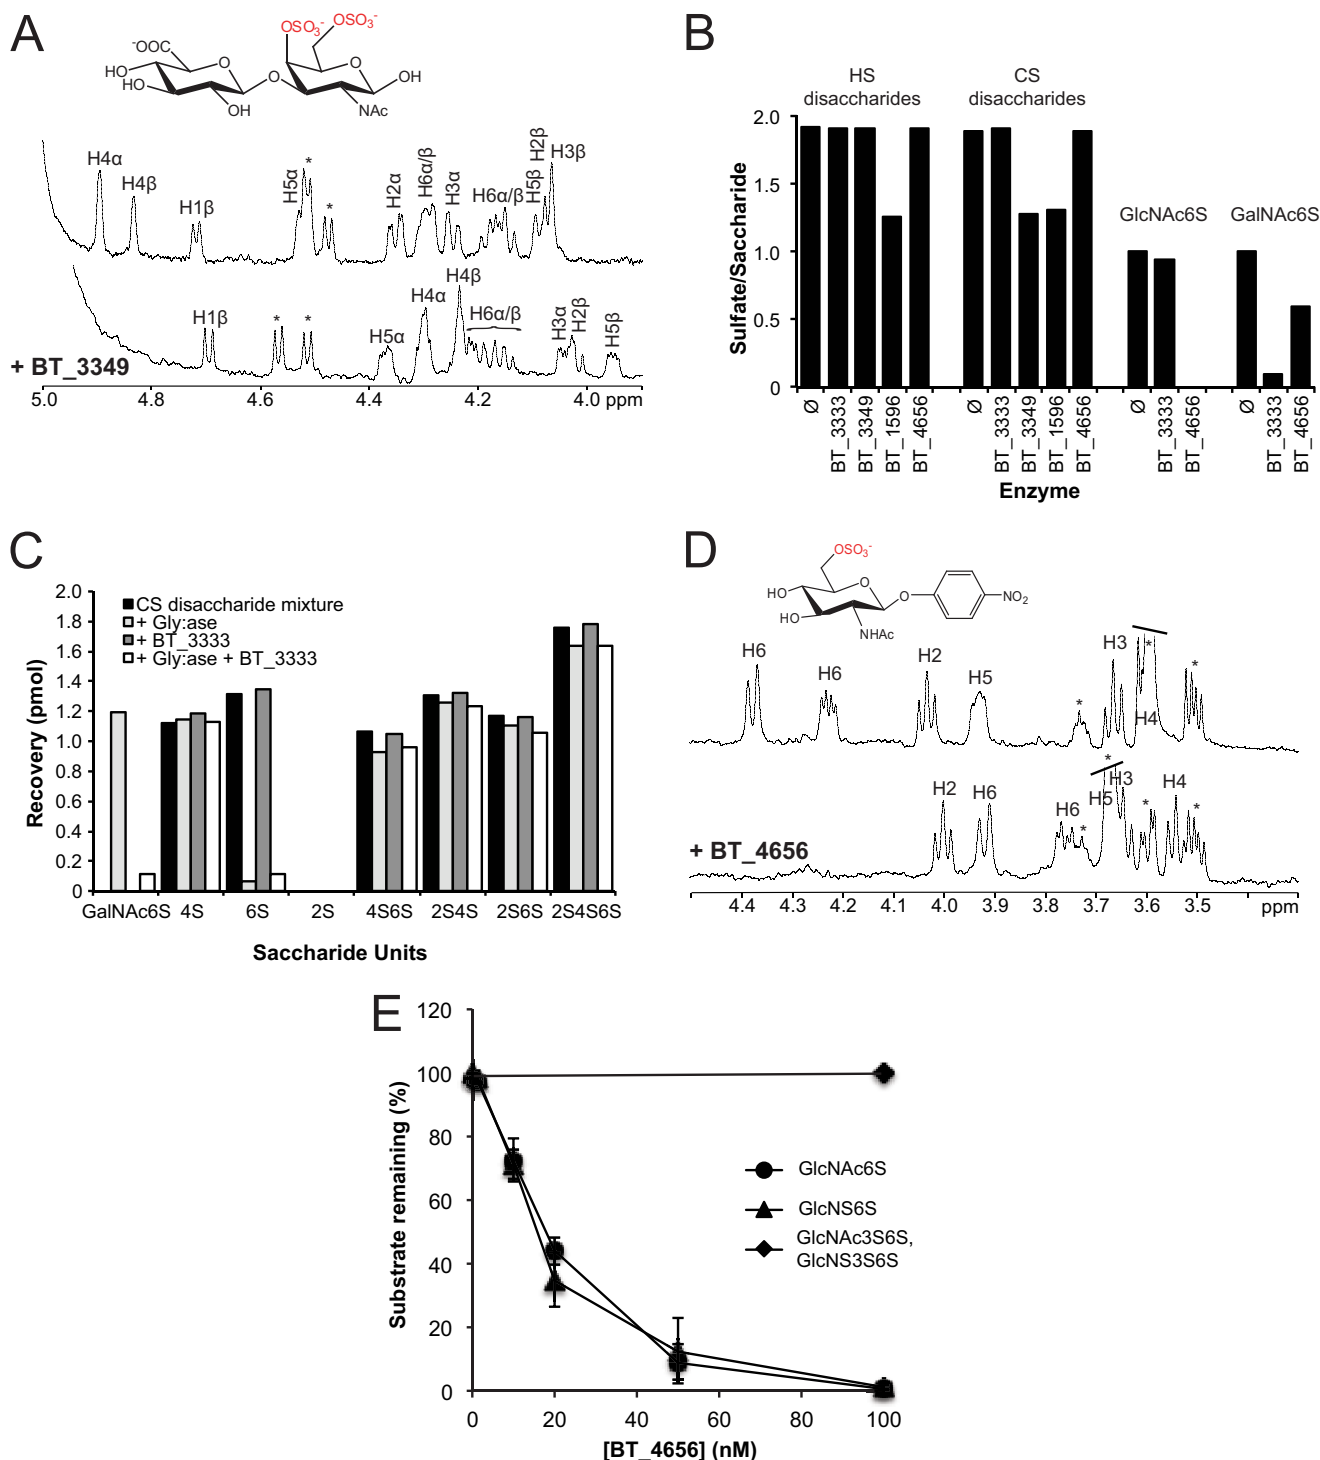 A
OSO₃⁻
OSO₃⁻
⁻OOC
HO
HO
O
OH
O
O
OH
NAc
H4α
H4β
H1β
H5α
*
*
H2α
H6α/β
H3α
H6α/β
H5β
H2β
H3β
H1β
*
*
H5α
H4α
H4β
H6α/β
H3α
H2β
H5β
+ BT_3349
5.0 4.8 4.6 4.4 4.2 4.0 ppm
B
HS disaccharides
CS disaccharides
GlcNAc6S
GalNAc6S
Sulfate/Saccharide
2.0
1.5
1.0
0.5
0
Ø BT_3333 BT_3349 BT_1596 BT_4656
Ø BT_3333 BT_3349 BT_1596 BT_4656
Ø BT_3333 BT_4656
Ø BT_3333 BT_4656
Enzyme
C
Recovery (pmol)
2.0
1.8
1.6
1.4
1.2
1.0
0.8
0.6
0.4
0.2
0
CS disaccharide mixture
+ Gly:ase
+ BT_3333
+ Gly:ase + BT_3333
GalNAc6S 4S 6S 2S 4S6S 2S4S 2S6S 2S4S6S
Saccharide Units
D
OSO₃⁻
HO
HO
O
O
NHAc
NO₂
H6
H6
H2
H5
*
H3
*
H4
*
H2
H6
H6
*
*
H5
H3
*
H4
*
+ BT_4656
4.4 4.3 4.2 4.1 4.0 3.9 3.8 3.7 3.6 3.5 ppm
E
Substrate remaining (%)
120
100
80
60
40
20
0
GlcNAc6S
GlcNS6S
GlcNAc3S6S,
GlcNS3S6S
0 20 40 60 80 100
[BT_4656] (nM)